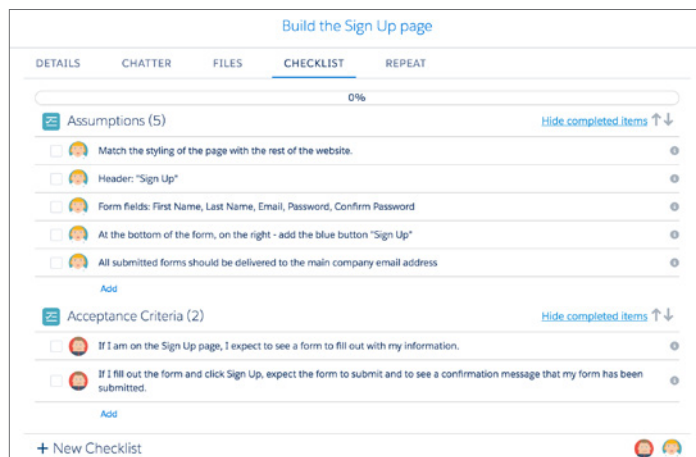 Build the Sign Up page
DETAILS CHATTER FILES CHECKLIST REPEAT
0%
Assumptions (5) Hide completed items
Match the styling of the page with the rest of the website.
Header: "Sign Up"
Form fields: First Name, Last Name, Email, Password, Confirm Password
At the bottom of the form, on the right - add the blue button "Sign Up"
All submitted forms should be delivered to the main company email address
Add
Acceptance Criteria (2) Hide completed items
If I am on the Sign Up page, I expect to see a form to fill out with my information.
If I fill out the form and click Sign Up, expect the form to submit and to see a confirmation message that my form has been
submitted.
Add
+ New Checklist